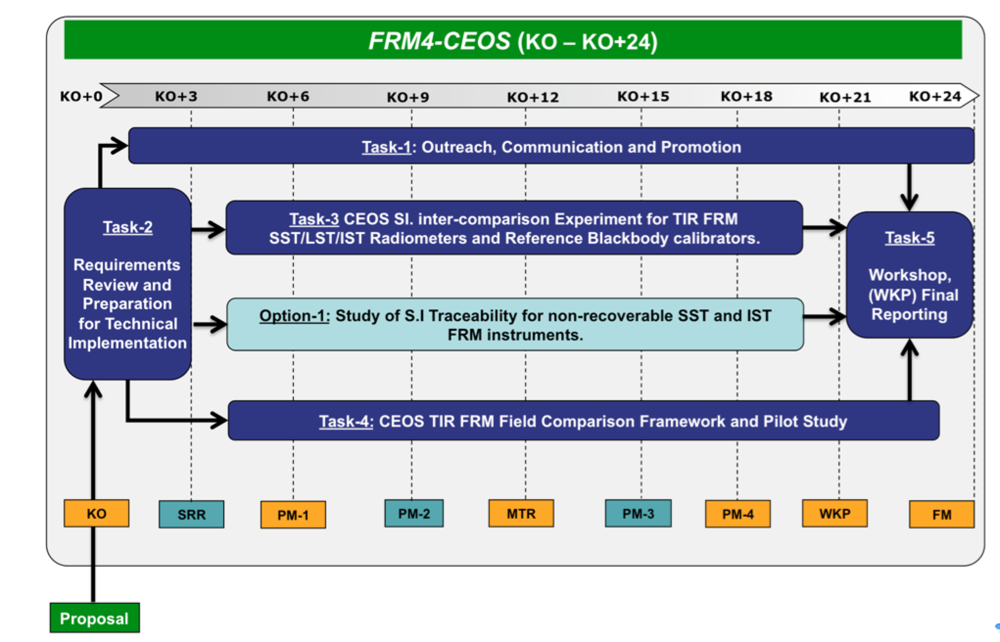 FRM4-CEOS (KO – KO+24)
KO+0 KO+3 KO+6 KO+9 KO+12 KO+15 KO+18 KO+21 KO+24
Task-1: Outreach, Communication and Promotion
Task-2
Requirements
Review and
Preparation
for Technical
Implementation
Task-3 CEOS SI. inter-comparison Experiment for TIR FRM
SST/LST/IST Radiometers and Reference Blackbody calibrators.
Option-1: Study of S.I Traceability for non-recoverable SST and IST
FRM instruments.
Task-4: CEOS TIR FRM Field Comparison Framework and Pilot Study
Task-5
Workshop,
(WKP) Final
Reporting
KO SRR PM-1 PM-2 MTR PM-3 PM-4 WKP FM
Proposal